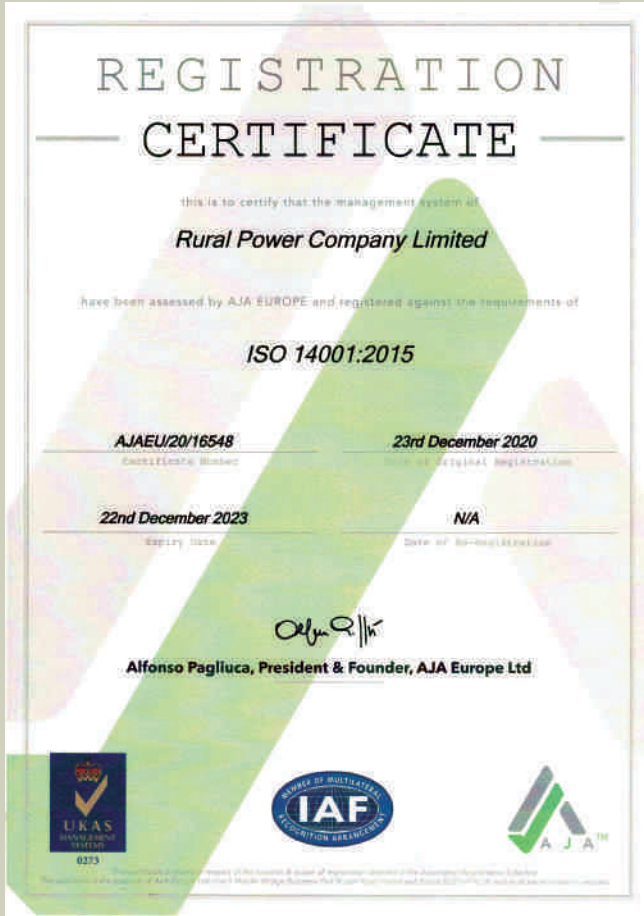 REGISTRATION
CERTIFICATE
this is to certify that the management system of
Rural Power Company Limited
have been assessed by AJA EUROPE and registered against the requirements of
ISO 14001:2015
AJAEU/20/16548
Certificate Number
23rd December 2020
Date of Original Registration
22nd December 2023
Expiry Date
N/A
Date of Re-Registration
Alfonso Pagliuca, President & Founder, AJA Europe Ltd
UKAS
MANAGEMENT
SYSTEMS
0273
MEMBER OF MULTILATERAL
IAF
RECOGNITION ARRANGEMENT
AJA™